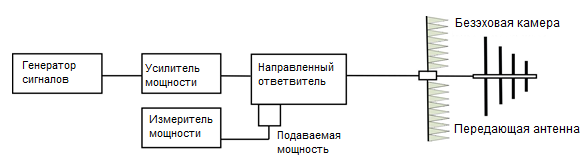 Безэховая камера
Генератор
сигналов
Усилитель
мощности
Направленный
ответвитель
Измеритель
мощности
Подаваемая
мощность
Передающая антенна